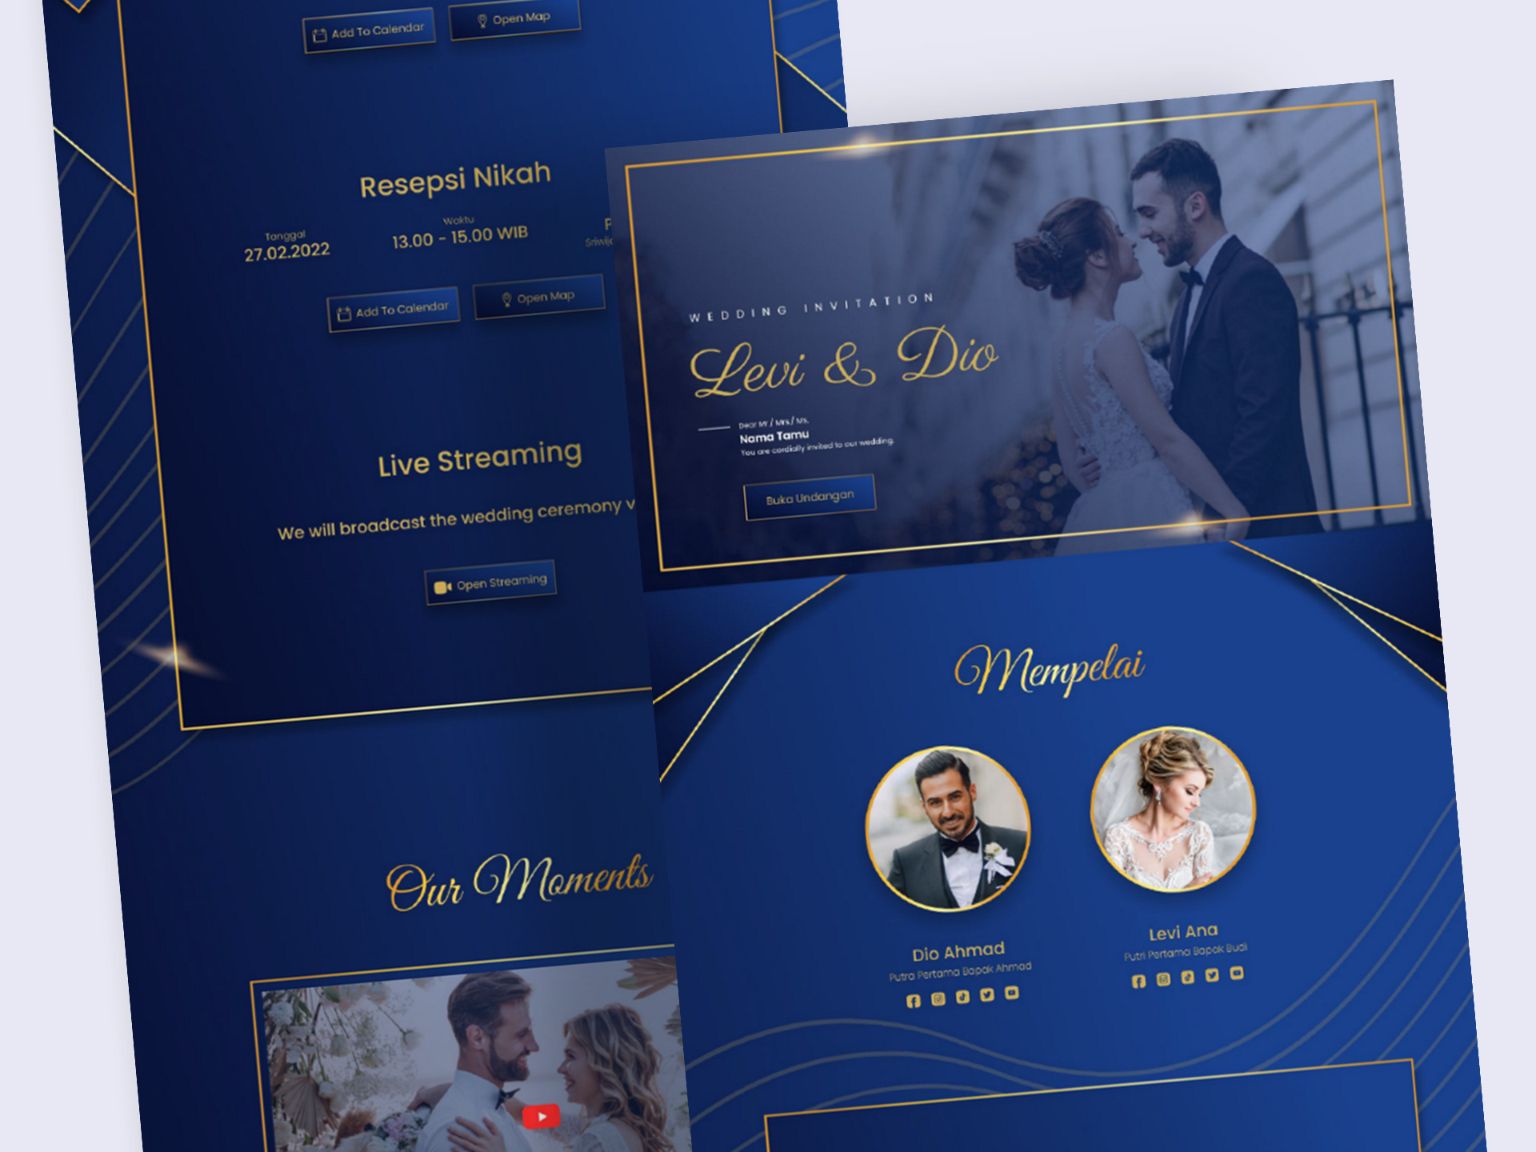 Add To Calendar
Open Map
Resepsi Nikah
Tanggal
27.02.2022
Waktu
13.00 - 15.00 WIB
P
Add To Calendar
Open Map
Live Streaming
We will broadcast the wedding ceremony v
Open Streaming
Our Moments
WEDDING INVITATION
Levi & Dio
Dear Mr./ Mrs./ Ms.
Nama Tamu
You are cordially invited to our wedding.
Buka Undangan
Mempelai
Dio Ahmad
Putra Pertama Bapak Ahmad
Levi Ana
Putri Pertama Bapak Budi